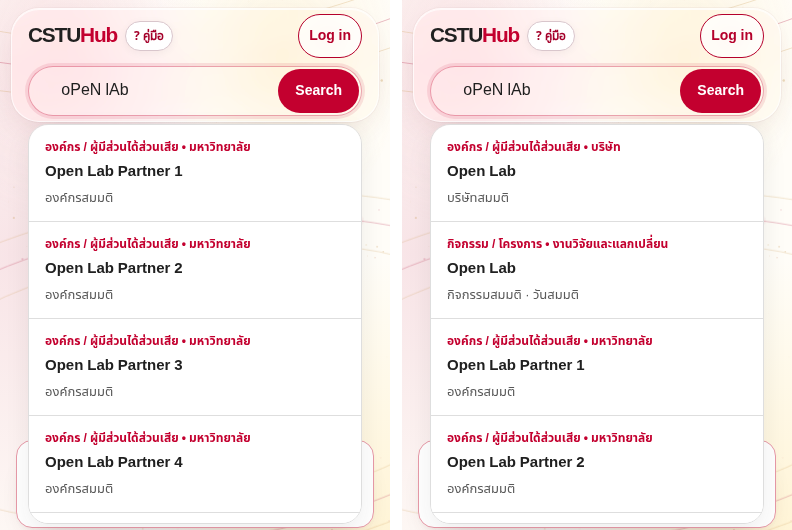 CSTUHub ? คู่มือ Log in
oPeN lAb Search
องค์กร / ผู้มีส่วนได้ส่วนเสีย • มหาวิทยาลัย
Open Lab Partner 1
องค์กรสมมติ
องค์กร / ผู้มีส่วนได้ส่วนเสีย • มหาวิทยาลัย
Open Lab Partner 2
องค์กรสมมติ
องค์กร / ผู้มีส่วนได้ส่วนเสีย • มหาวิทยาลัย
Open Lab Partner 3
องค์กรสมมติ
องค์กร / ผู้มีส่วนได้ส่วนเสีย • มหาวิทยาลัย
Open Lab Partner 4
องค์กรสมมติ
CSTUHub ? คู่มือ Log in
oPeN lAb Search
องค์กร / ผู้มีส่วนได้ส่วนเสีย • บริษัท
Open Lab
บริษัทสมมติ
กิจกรรม / โครงการ • งานวิจัยและแลกเปลี่ยน
Open Lab
กิจกรรมสมมติ · วันสมมติ
องค์กร / ผู้มีส่วนได้ส่วนเสีย • มหาวิทยาลัย
Open Lab Partner 1
องค์กรสมมติ
องค์กร / ผู้มีส่วนได้ส่วนเสีย • มหาวิทยาลัย
Open Lab Partner 2
องค์กรสมมติ